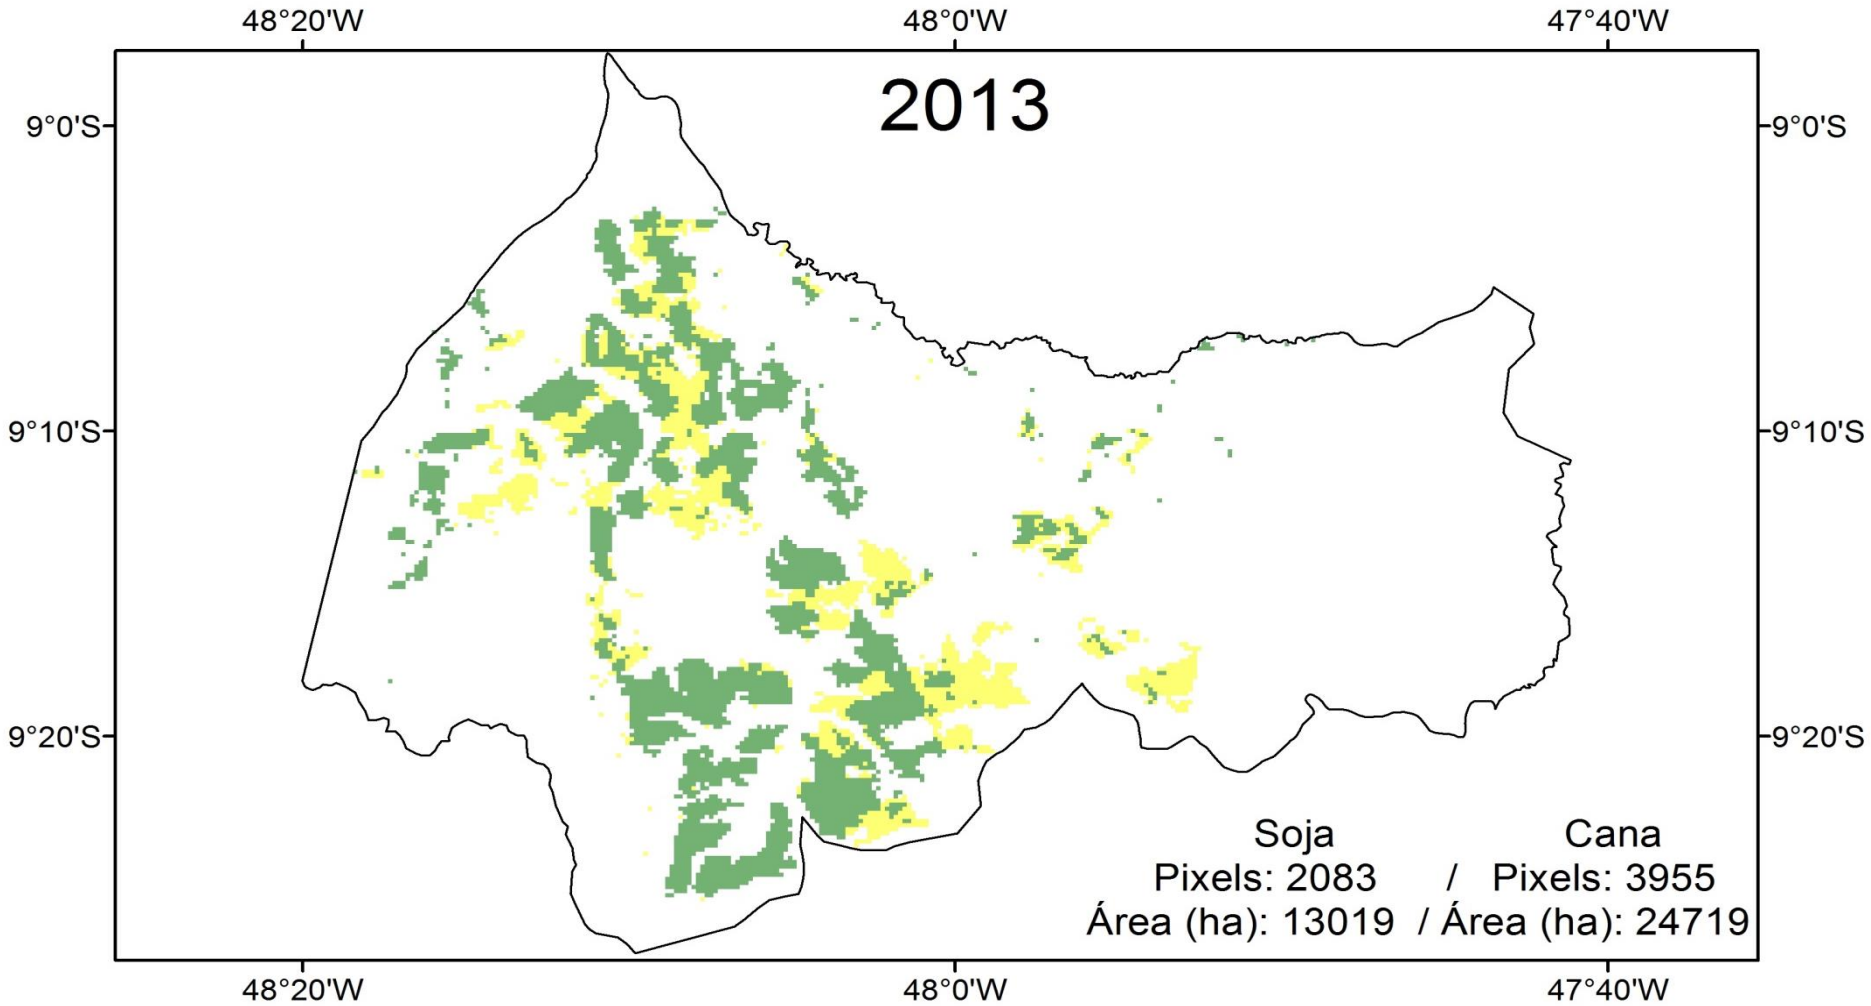 48°20'W 48°0'W 47°40'W
2013
9°0'S 9°0'S
9°10'S 9°10'S
9°20'S 9°20'S
Soja Cana
Pixels: 2083 / Pixels: 3955
Área (ha): 13019 / Área (ha): 24719
48°20'W 48°0'W 47°40'W